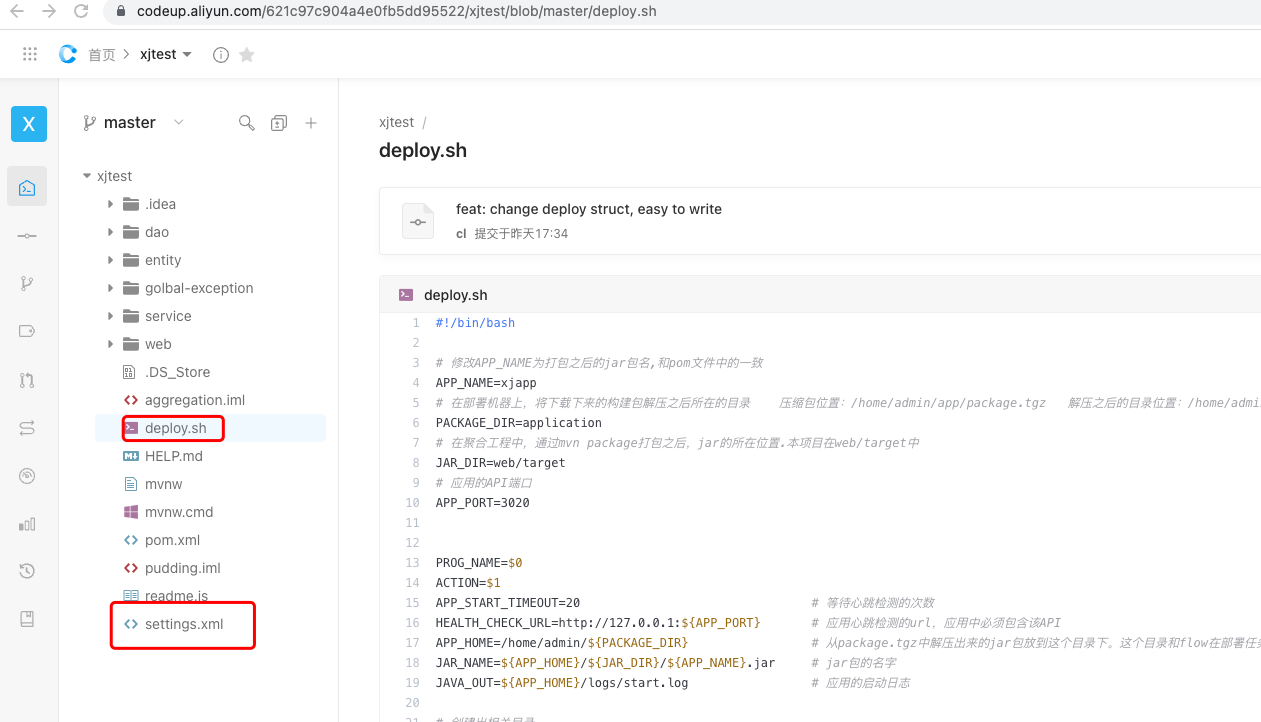 codeup.aliyun.com/621c97c904a4e0fb5dd95522/xjtest/blob/master/deploy.sh
首页 > xjtest
X
master
xjtest
.idea
dao
entity
golbal-exception
service
web
.DS_Store
aggregation.iml
deploy.sh
HELP.md
mvnw
mvnw.cmd
pom.xml
pudding.iml
readme.js
settings.xml
xjtest /
deploy.sh
feat: change deploy struct, easy to write
cl 提交于昨天17:34
deploy.sh
1 #!/bin/bash
2
3 # 修改APP_NAME为打包之后的jar包名,和pom文件中的一致
4 APP_NAME=xjapp
5 # 在部署机器上，将下载下来的构建包解压之后所在的目录 压缩包位置：/home/admin/app/package.tgz 解压之后的目录位置：/home/admi
6 PACKAGE_DIR=application
7 # 在聚合工程中，通过mvn package打包之后，jar的所在位置.本项目在web/target中
8 JAR_DIR=web/target
9 # 应用的API端口
10 APP_PORT=3020
11
12
13 PROG_NAME=$0
14 ACTION=$1
15 APP_START_TIMEOUT=20 # 等待心跳检测的次数
16 HEALTH_CHECK_URL=http://127.0.0.1:${APP_PORT} # 应用心跳检测的url，应用中必须包含该API
17 APP_HOME=/home/admin/${PACKAGE_DIR} # 从package.tgz中解压出来的jar包放到这个目录下。这个目录和flow在部署任
18 JAR_NAME=${APP_HOME}/${JAR_DIR}/${APP_NAME}.jar # jar包的名字
19 JAVA_OUT=${APP_HOME}/logs/start.log # 应用的启动日志
20
21 # 创建出相关目录